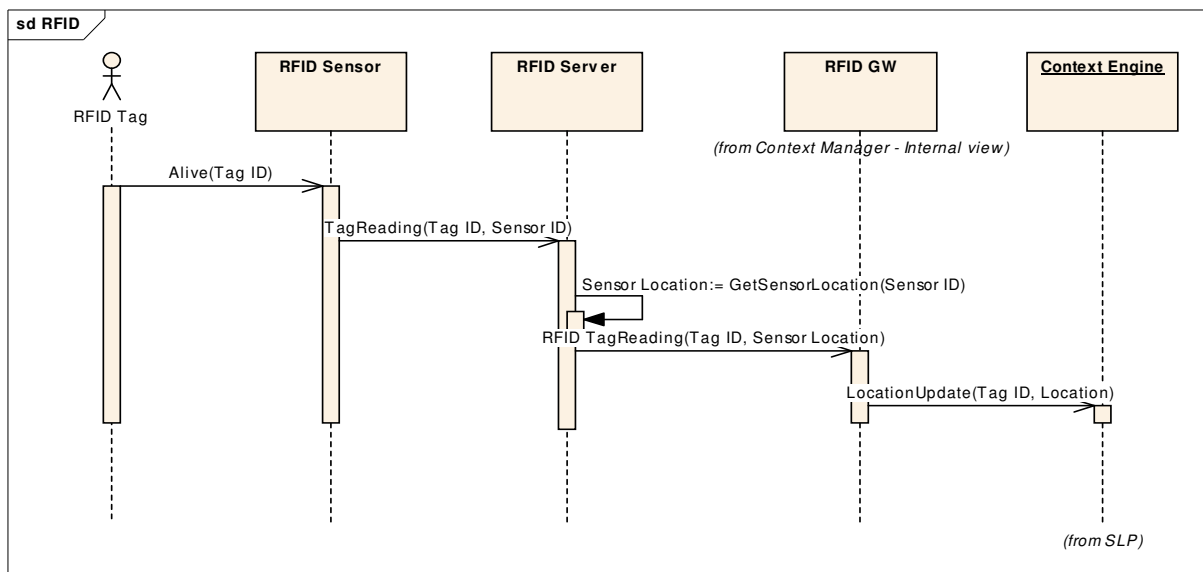 sd RFID
RFID Tag
RFID Sensor
RFID Server
RFID GW
Context Engine
(from Context Manager - Internal view)
Alive(Tag ID)
TagReading(Tag ID, Sensor ID)
Sensor Location:= GetSensorLocation(Sensor ID)
RFID TagReading(Tag ID, Sensor Location)
LocationUpdate(Tag ID, Location)
(from SLP)